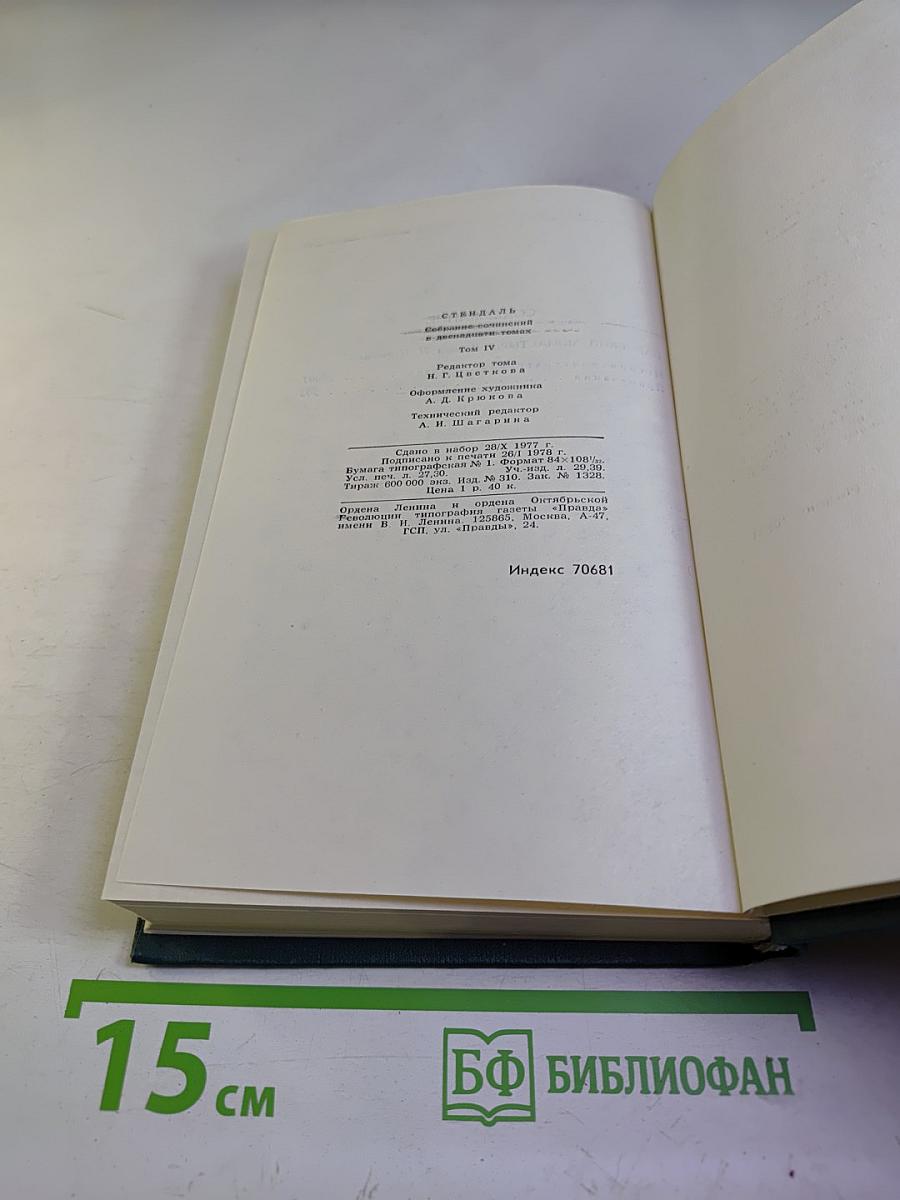 СТЕНДАЛЬ
Собрание сочинений
в двенадцати томах
Том IV
Редактор тома
Н. Г. Цветкова
Оформление художника
А. Д. Крюкова
Технический редактор
А. И. Шагарина
Сдано в набор 28/X 1977 г.
Подписано к печати 26/I 1978 г.
Бумага типографская № 1. Формат 84×108 1/32.
Усл. печ. л. 27,30. Уч.-изд. л. 29,39.
Тираж 600 000 экз. Изд. № 310. Зак. № 1328.
Цена 1 р. 40 к.
Ордена Ленина и ордена Октябрьской
Революции типография газеты «Правда»
имени В. И. Ленина. 125865, Москва, А-47,
ГСП, ул. «Правды», 24.
Индекс 70681
15 см
БФ БИБЛИОФАН